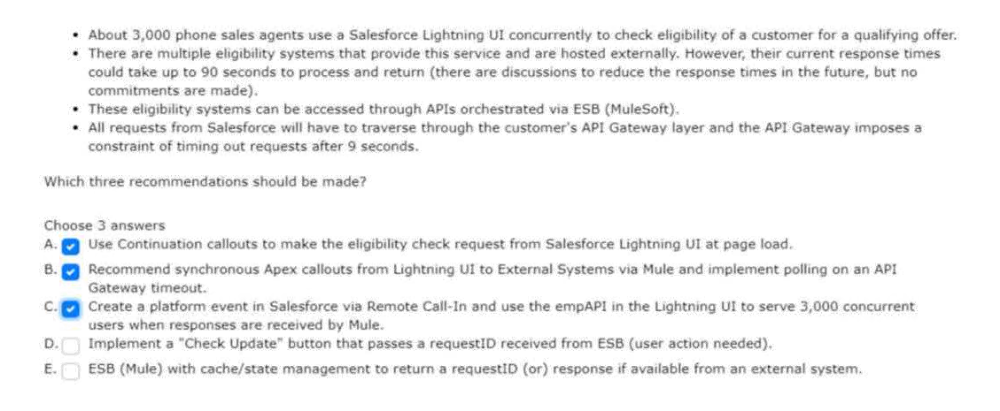 • About 3,000 phone sales agents use a Salesforce Lightning UI concurrently to check eligibility of a customer for a qualifying offer.
• There are multiple eligibility systems that provide this service and are hosted externally. However, their current response times
could take up to 90 seconds to process and return (there are discussions to reduce the response times in the future, but no
commitments are made).
• These eligibility systems can be accessed through APIs orchestrated via ESB (MuleSoft).
• All requests from Salesforce will have to traverse through the customer's API Gateway layer and the API Gateway imposes a
constraint of timing out requests after 9 seconds.
Which three recommendations should be made?
Choose 3 answers
A. Use Continuation callouts to make the eligibility check request from Salesforce Lightning UI at page load.
B. Recommend synchronous Apex callouts from Lightning UI to External Systems via Mule and implement polling on an API
Gateway timeout.
C. Create a platform event in Salesforce via Remote Call-In and use the empAPI in the Lightning UI to serve 3,000 concurrent
users when responses are received by Mule.
D. Implement a "Check Update" button that passes a requestID received from ESB (user action needed).
E. ESB (Mule) with cache/state management to return a requestID (or) response if available from an external system.